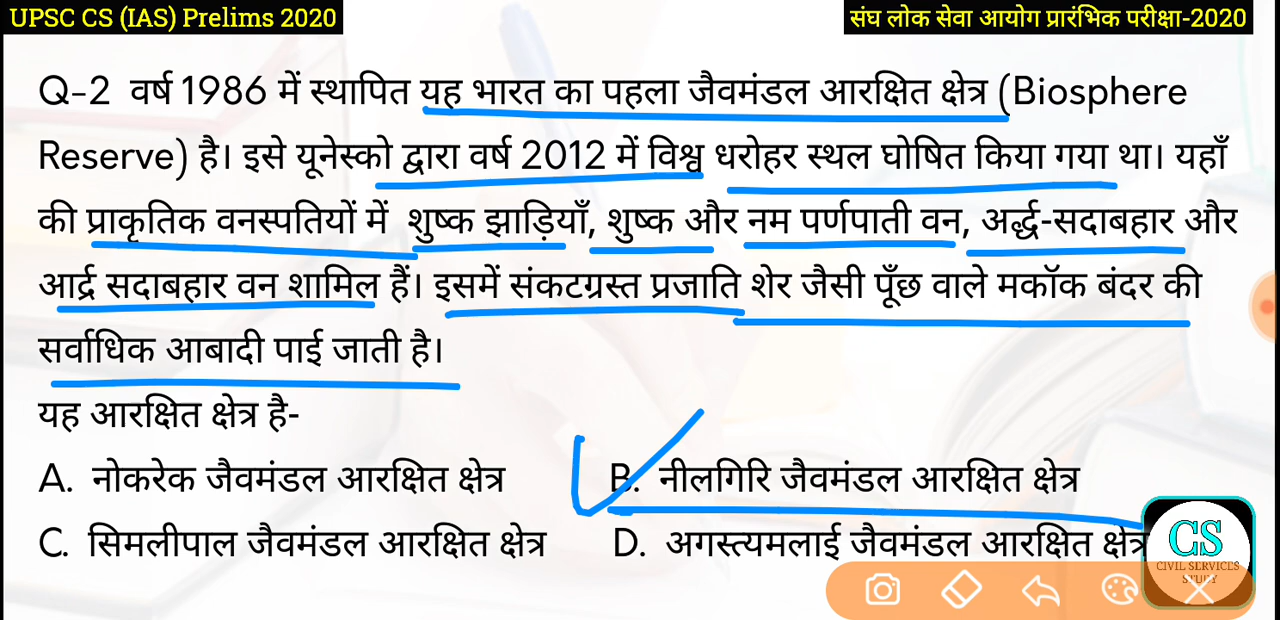 UPSC CS (IAS) Prelims 2020
संघ लोक सेवा आयोग प्रारंभिक परीक्षा-2020
Q-2 वर्ष 1986 में स्थापित यह भारत का पहला जैवमंडल आरक्षित क्षेत्र (Biosphere
Reserve) है। इसे यूनेस्को द्वारा वर्ष 2012 में विश्व धरोहर स्थल घोषित किया गया था। यहाँ
की प्राकृतिक वनस्पतियों में शुष्क झाड़ियाँ, शुष्क और नम पर्णपाती वन, अर्द्ध-सदाबहार और
आर्द्र सदाबहार वन शामिल हैं। इसमें संकटग्रस्त प्रजाति शेर जैसी पूँछ वाले मकॉक बंदर की
सर्वाधिक आबादी पाई जाती है।
यह आरक्षित क्षेत्र है-
A. नोकरेक जैवमंडल आरक्षित क्षेत्र
B. नीलगिरि जैवमंडल आरक्षित क्षेत्र
C. सिमलीपाल जैवमंडल आरक्षित क्षेत्र
D. अगस्त्यमलाई जैवमंडल आरक्षित क्षेत्र
CS
CIVIL SERVICES
STUDY